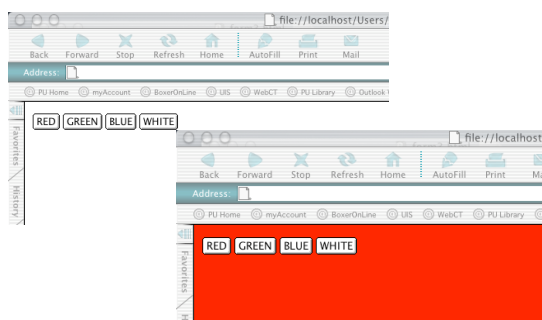 file://localhost/Users/
Back Forward Stop Refresh Home AutoFill Print Mail
Address:
PU Home myAccount BoxerOnLine UIS WebCT PU Library Outlook
RED GREEN BLUE WHITE
Favorites
History
file://localhost
Back Forward Stop Refresh Home AutoFill Print Ma
Address:
PU Home myAccount BoxerOnLine UIS WebCT PU Library
RED GREEN BLUE WHITE
Favorites
H